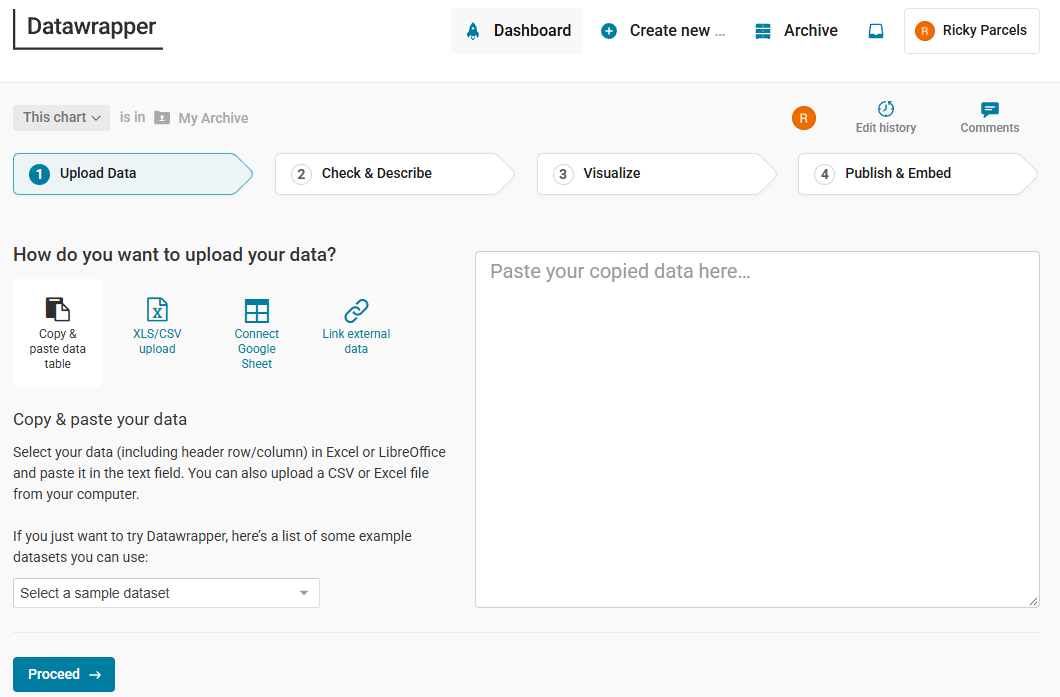 Datawrapper
Dashboard
Create new ...
Archive
R Ricky Parcels
This chart is in My Archive
R
Edit history
Comments
1 Upload Data
2 Check & Describe
3 Visualize
4 Publish & Embed
How do you want to upload your data?
Copy &
paste data
table
XLS/CSV
upload
Connect
Google
Sheet
Link external
data
Copy & paste your data
Select your data (including header row/column) in Excel or LibreOffice
and paste it in the text field. You can also upload a CSV or Excel file
from your computer.
If you just want to try Datawrapper, here's a list of some example
datasets you can use:
Select a sample dataset
Paste your copied data here...
Proceed →